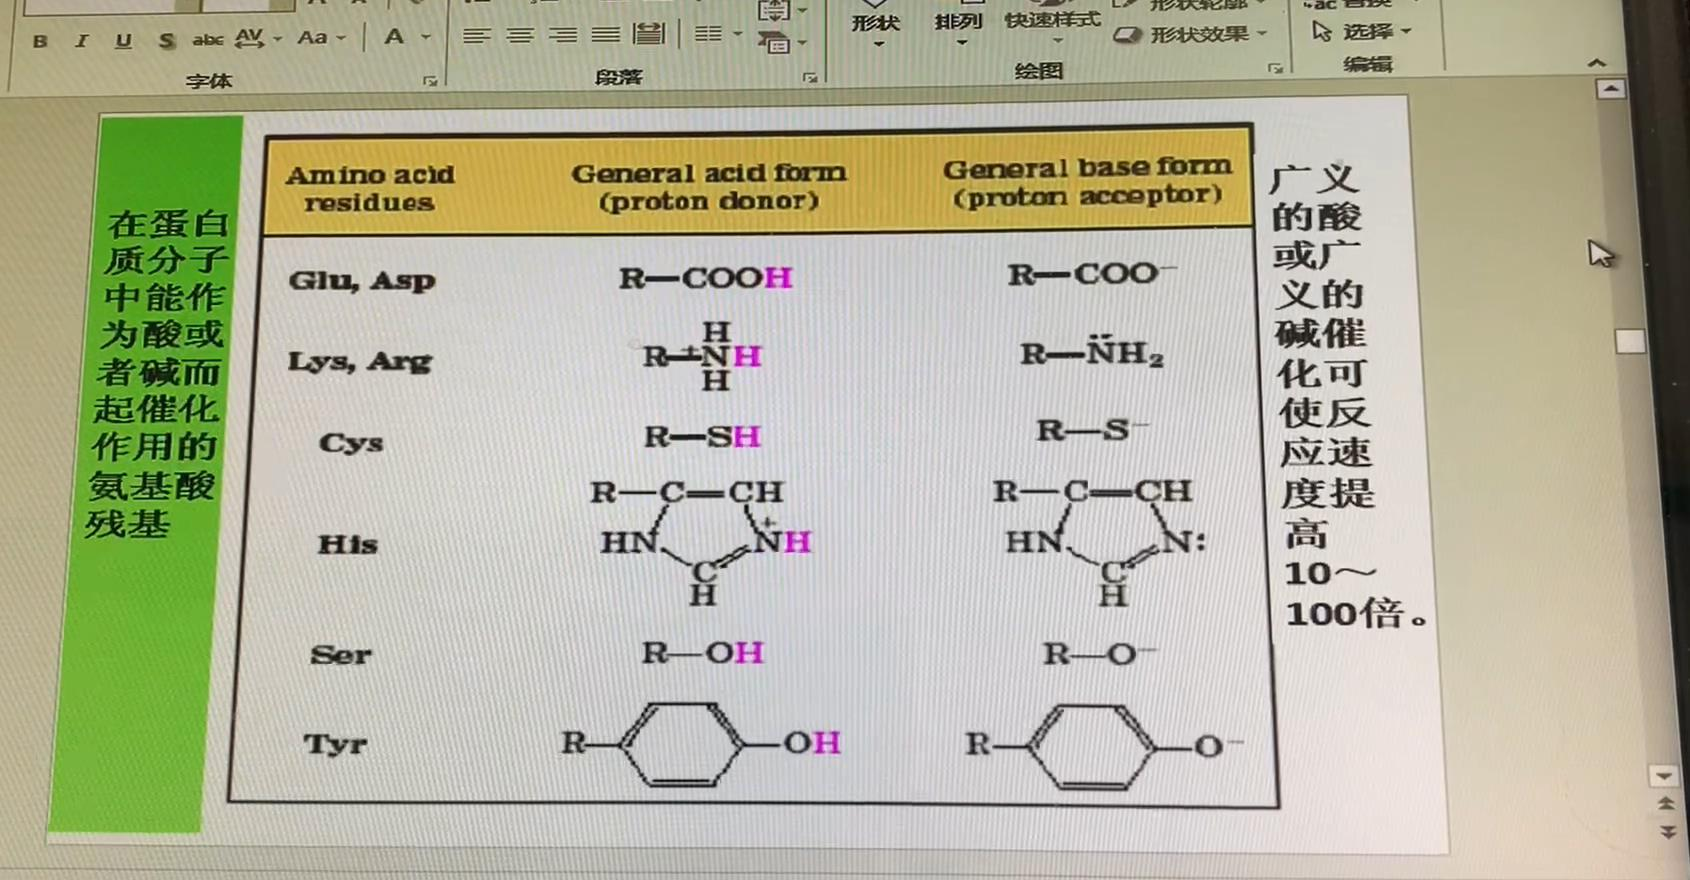 形状轮廓
B I U S abc AV Aa A
形状 排列 快速样式
形状效果
选择
字体 段落 绘图 编辑
在蛋白
质分子
中能作
为酸或
者碱而
起催化
作用的
氨基酸
残基
Amino acid
residues
General acid form
(proton donor)
General base form
(proton acceptor)
Glu, Asp
R—COOH
R—COO⁻
Lys, Arg
H
R—⁺NH
H
R—N̈H₂
Cys
R—SH
R—S⁻
His
R—C=CH
HN
⁺NH
C
H
R—C=CH
HN
N:
C
H
Ser
R—OH
R—O⁻
Tyr
R— —OH
R— —O⁻
广义
的酸
或广
义的
碱催
化可
使反
应速
度提
高
10～
100倍。